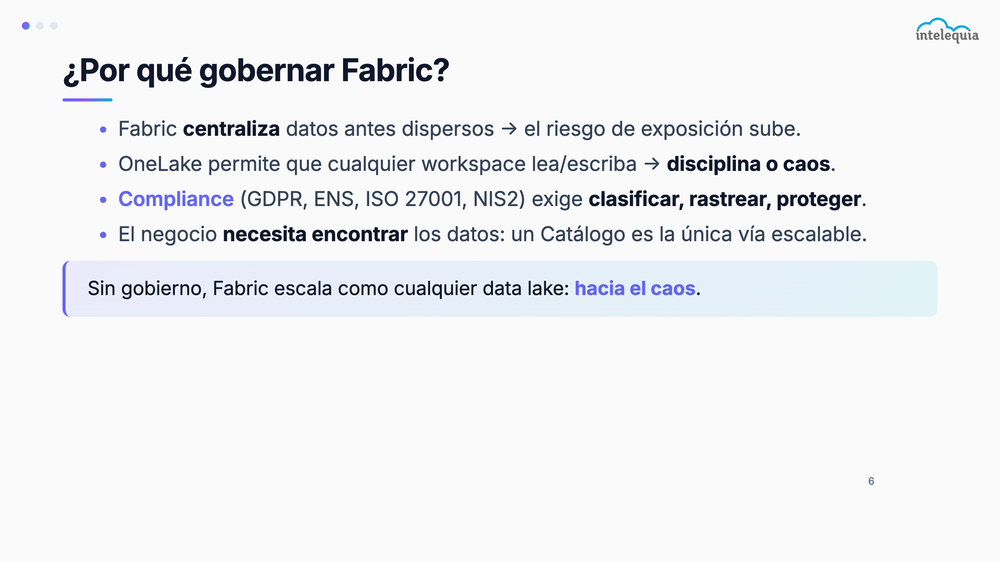 intelequia
¿Por qué gobernar Fabric?
• Fabric centraliza datos antes dispersos → el riesgo de exposición sube.
• OneLake permite que cualquier workspace lea/escriba → disciplina o caos.
• Compliance (GDPR, ENS, ISO 27001, NIS2) exige clasificar, rastrear, proteger.
• El negocio necesita encontrar los datos: un Catálogo es la única vía escalable.
Sin gobierno, Fabric escala como cualquier data lake: hacia el caos.
6